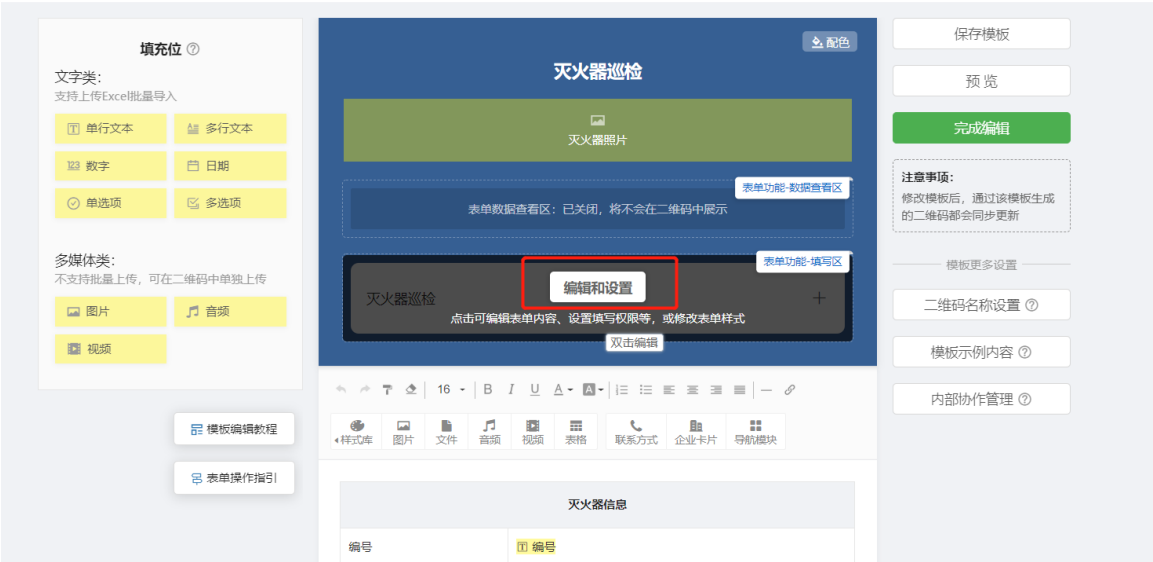 填充位
文字类：
支持上传Excel批量导入
单行文本
多行文本
123 数字
日期
单选项
多选项
多媒体类：
不支持批量上传，可在二维码中单独上传
图片
音频
视频
模板编辑教程
表单操作指引
配色
灭火器巡检
灭火器照片
表单功能-数据查看区
表单数据查看区：已关闭，将不会在二维码中展示
表单功能-填写区
编辑和设置
灭火器巡检
点击可编辑表单内容、设置填写权限等，或修改表单样式
双击编辑
16 B I U A A
样式库 图片 文件 音频 视频 表格 联系方式 企业卡片 导航模块
灭火器信息
编号
编号
保存模板
预 览
完成编辑
注意事项：
修改模板后，通过该模板生成
的二维码都会同步更新
模板更多设置
二维码名称设置
模板示例内容
内部协作管理